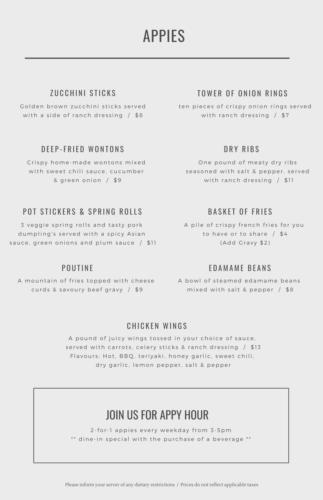 APPIES
ZUCCHINI STICKS
Golden brown zucchini sticks served
with a side of ranch dressing / $8
TOWER OF ONION RINGS
ten pieces of crispy onion rings served
with ranch dressing / $7
DEEP-FRIED WONTONS
Crispy home-made wontons mixed
with sweet chili sauce, cucumber
& green onion / $9
DRY RIBS
One pound of meaty dry ribs
seasoned with salt & pepper, served
with ranch dressing / $11
POT STICKERS & SPRING ROLLS
3 veggie spring rolls and tasty pork
dumpling's served with a spicy Asian
sauce, green onions and plum sauce / $11
BASKET OF FRIES
A pile of crispy french fries for you
to have or to share / $4
(Add Gravy $2)
POUTINE
A mountain of fries topped with cheese
curds & savoury beef gravy / $9
EDAMAME BEANS
A bowl of steamed edamame beans
mixed with salt & pepper / $8
CHICKEN WINGS
A pound of juicy wings tossed in your choice of sauce,
served with carrots, celery sticks & ranch dressing / $13
Flavours: Hot, BBQ, teriyaki, honey garlic, sweet chili,
dry garlic, lemon pepper, salt & pepper
JOIN US FOR APPY HOUR
2-for-1 appies every weekday from 3-5pm
** dine-in special with the purchase of a beverage **
Please inform your server of any dietary restrictions / Prices do not reflect applicable taxes